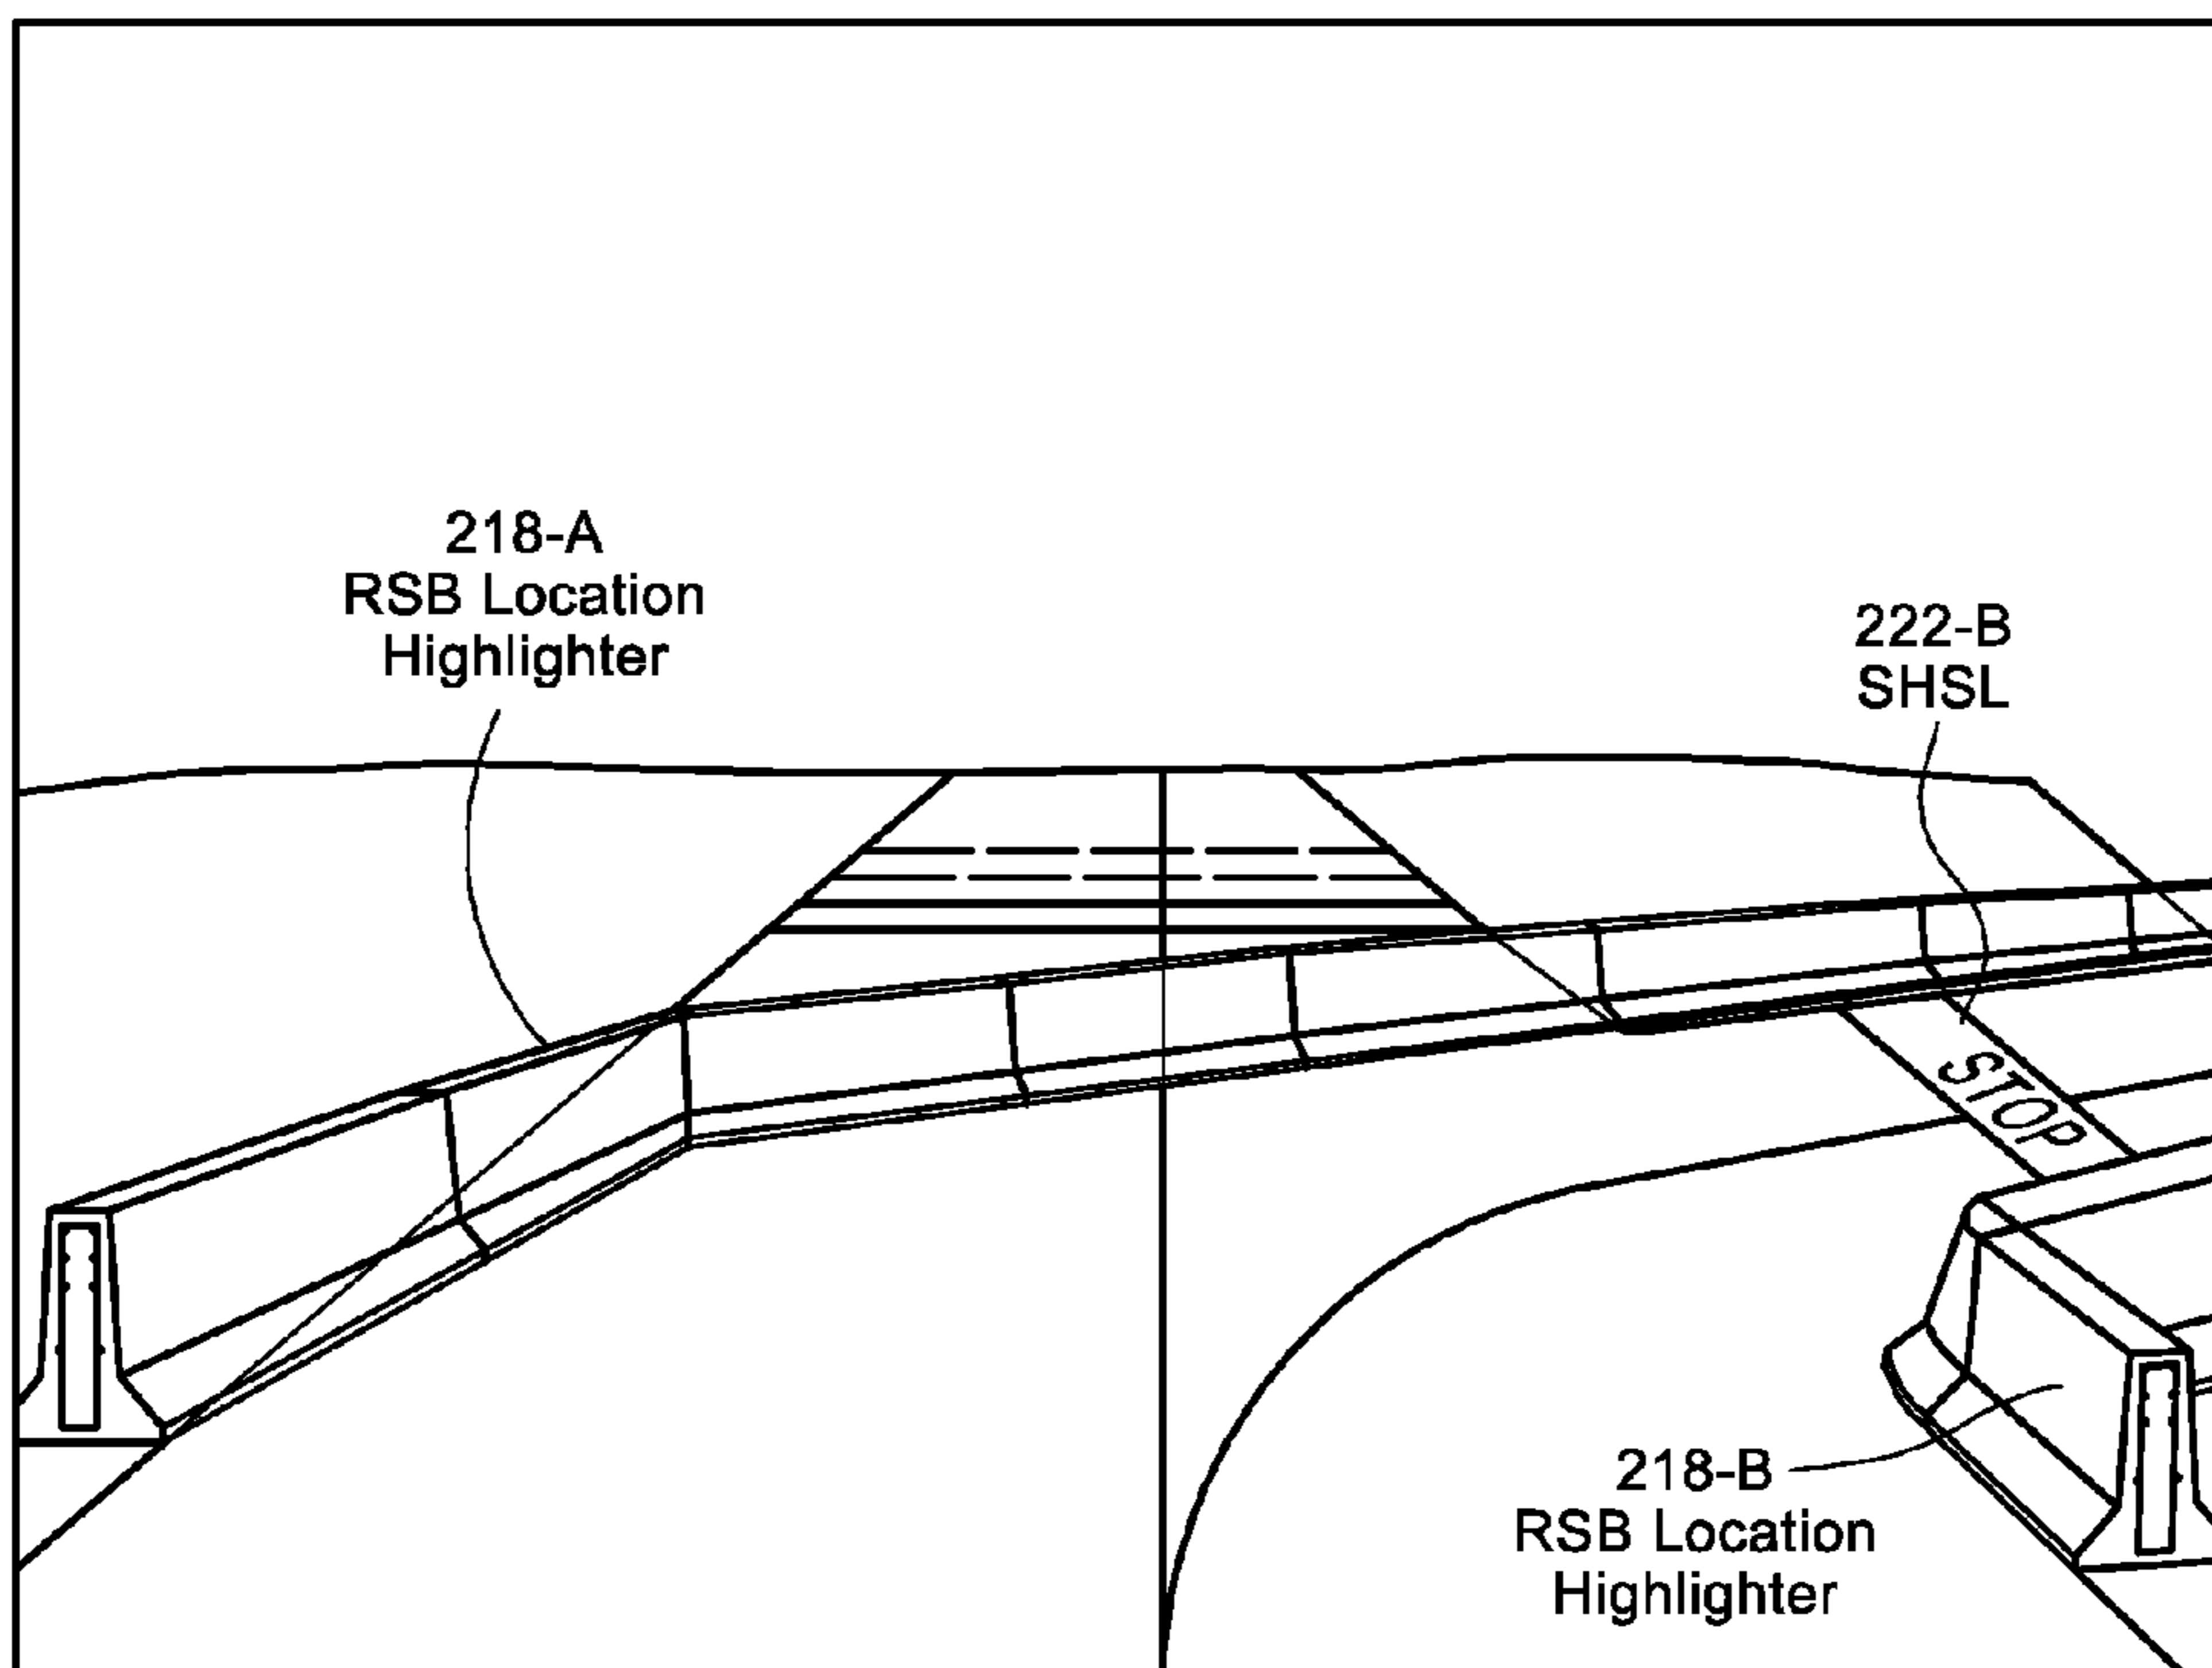 218-A
RSB Location
Highlighter
222-B
SHSL
STOP
218-B
RSB Location
Highlighter